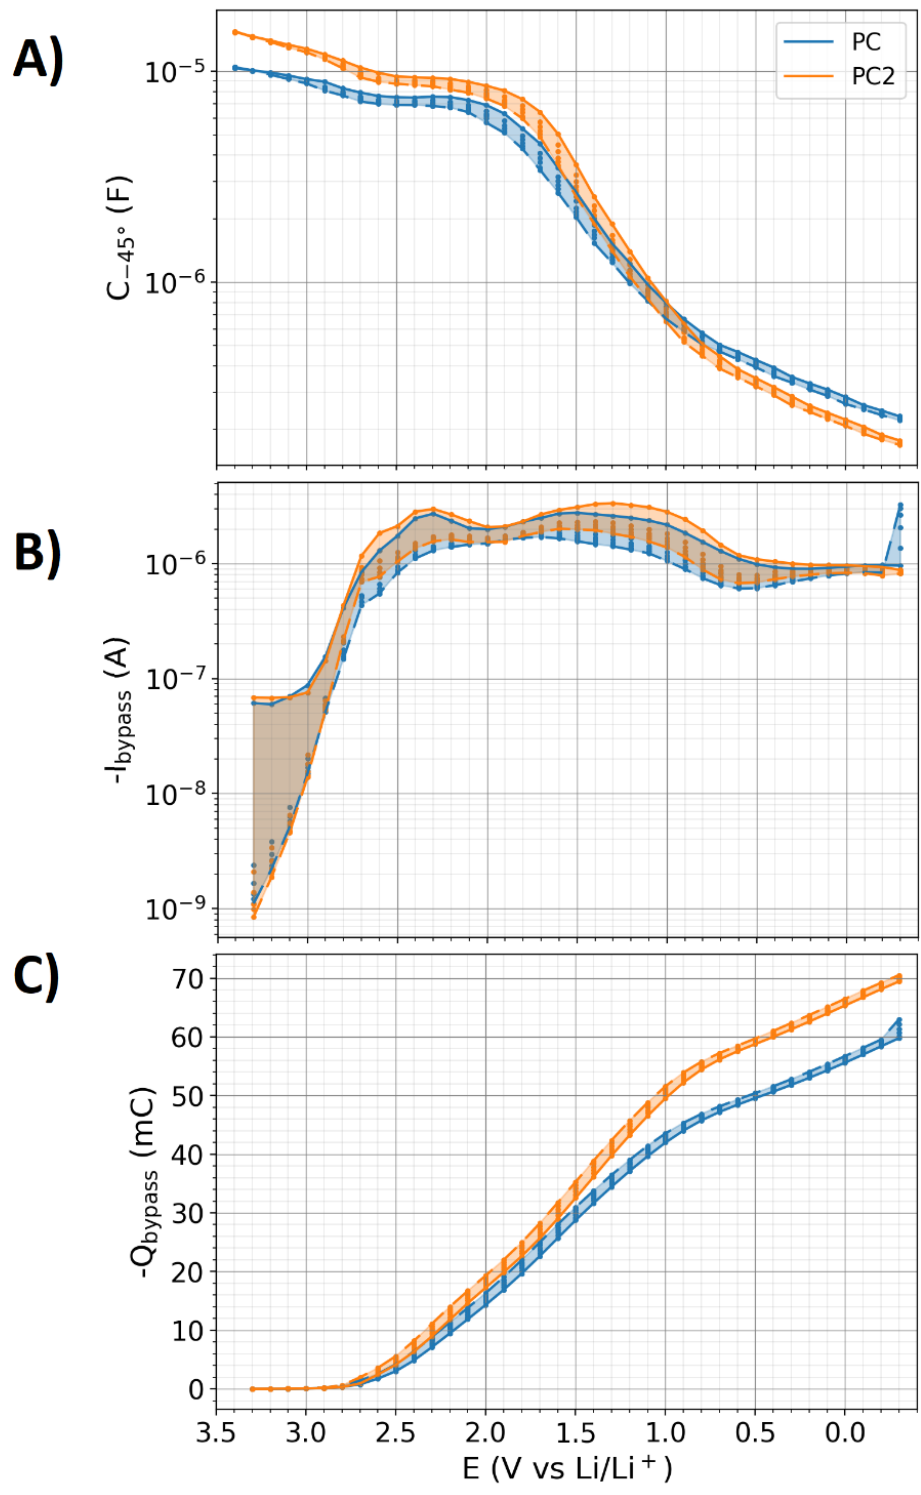 A)
PC
PC2
10⁻⁵
10⁻⁶
C₋₄₅° (F)
B)
10⁻⁶
10⁻⁷
10⁻⁸
10⁻⁹
-I_bypass (A)
C)
70
60
50
40
30
20
10
0
-Q_bypass (mC)
3.5 3.0 2.5 2.0 1.5 1.0 0.5 0.0
E (V vs Li/Li⁺)